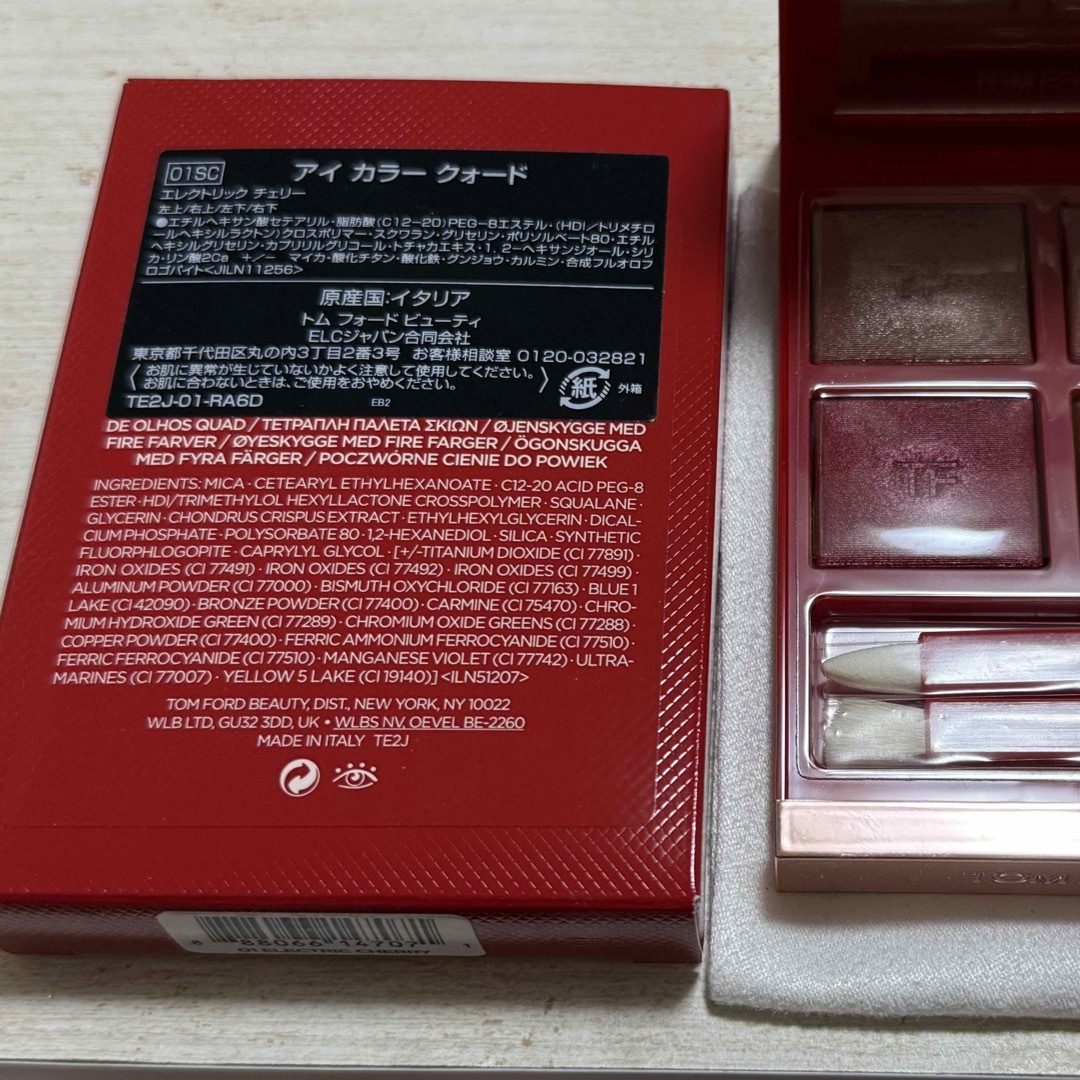 01SC アイ カラー クォード
エレクトリック チェリー
左上/右上/左下/右下
●エチルヘキサン酸セテアリル・脂肪酸(C12-20)PEG-8エステル・(HDI/トリメチロ
ールヘキシルラクトン)クロスポリマー・スクワラン・グリセリン・ポリソルベート80・エチル
ヘキシルグリセリン・カプリリルグリコール・トチャカエキス・1, 2-ヘキサンジオール・シリ
カ・リン酸2Ca +/- マイカ・酸化チタン・酸化鉄・グンジョウ・カルミン・合成フルオロフ
ロゴパイト<JILN11256>
原産国:イタリア
トム フォード ビューティ
ELCジャパン合同会社
東京都千代田区丸の内3丁目2番3号 お客様相談室 0120-032821
お肌に異常が生じていないかよく注意して使用してください。
お肌に合わないときは、ご使用をおやめください。
紙 外箱
TE2J-01-RA6D EB2
DE OLHOS QUAD / ΤΕΤΡΑΠΛΗ ΠΑΛΕΤΑ ΣΚΙΩΝ / ØJENSKYGGE MED
FIRE FARVER / ØYESKYGGE MED FIRE FARGER / ÖGONSKUGGA
MED FYRA FÄRGER / POCZWÓRNE CIENIE DO POWIEK
INGREDIENTS: MICA · CETEARYL ETHYLHEXANOATE · C12-20 ACID PEG-8
ESTER · HDI/TRIMETHYLOL HEXYLLACTONE CROSSPOLYMER · SQUALANE ·
GLYCERIN · CHONDRUS CRISPUS EXTRACT · ETHYLHEXYLGLYCERIN · DICAL-
CIUM PHOSPHATE · POLYSORBATE 80 · 1,2-HEXANEDIOL · SILICA · SYNTHETIC
FLUORPHLOGOPITE · CAPRYLYL GLYCOL · [+/-TITANIUM DIOXIDE (CI 77891) ·
IRON OXIDES (CI 77491) · IRON OXIDES (CI 77492) · IRON OXIDES (CI 77499) ·
ALUMINUM POWDER (CI 77000) · BISMUTH OXYCHLORIDE (CI 77163) · BLUE 1
LAKE (CI 42090) · BRONZE POWDER (CI 77400) · CARMINE (CI 75470) · CHRO-
MIUM HYDROXIDE GREEN (CI 77289) · CHROMIUM OXIDE GREENS (CI 77288) ·
COPPER POWDER (CI 77400) · FERRIC AMMONIUM FERROCYANIDE (CI 77510) ·
FERRIC FERROCYANIDE (CI 77510) · MANGANESE VIOLET (CI 77742) · ULTRA-
MARINES (CI 77007) · YELLOW 5 LAKE (CI 19140)] <ILN51207>
TOM FORD BEAUTY, DIST., NEW YORK, NY 10022
WLB LTD, GU32 3DD, UK • WLBS NV, OEVEL BE-2260
MADE IN ITALY TE2J
8 88066 14707 1
01 ELECTRIC CHERRY
TF
TOM